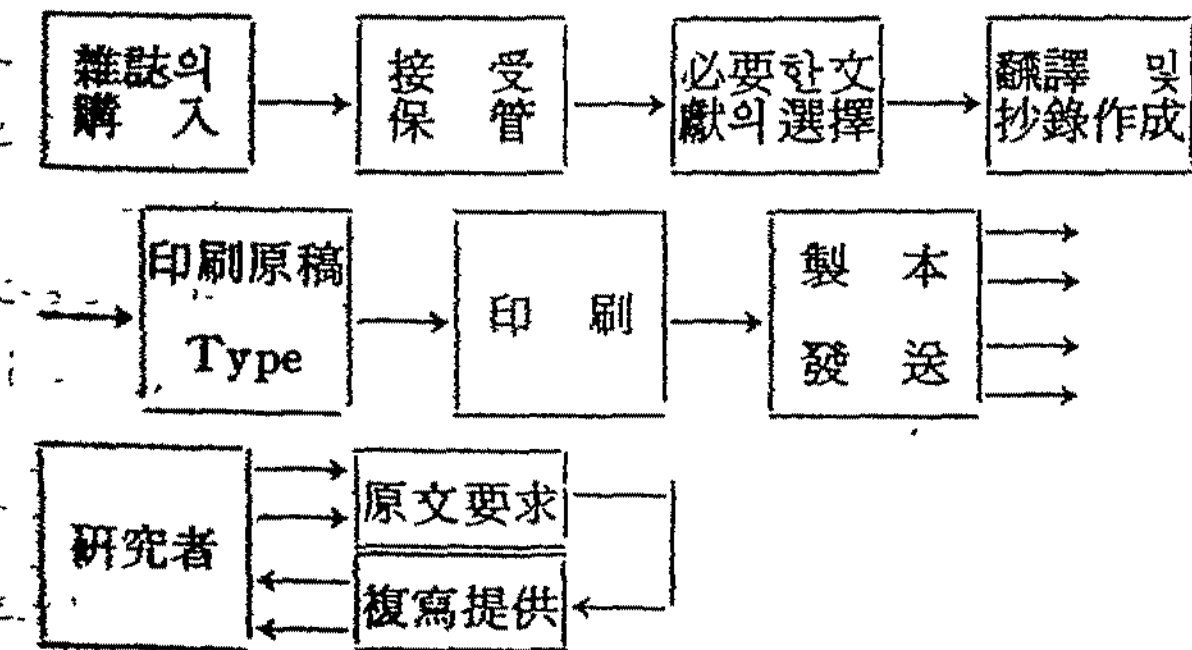 雜誌의
購 入
接 受
保 管
必要한文
獻의選擇
飜譯 및
抄錄作成
印刷原稿
Type
印 刷
製 本
發 送
硏究者
原文要求
複寫提供